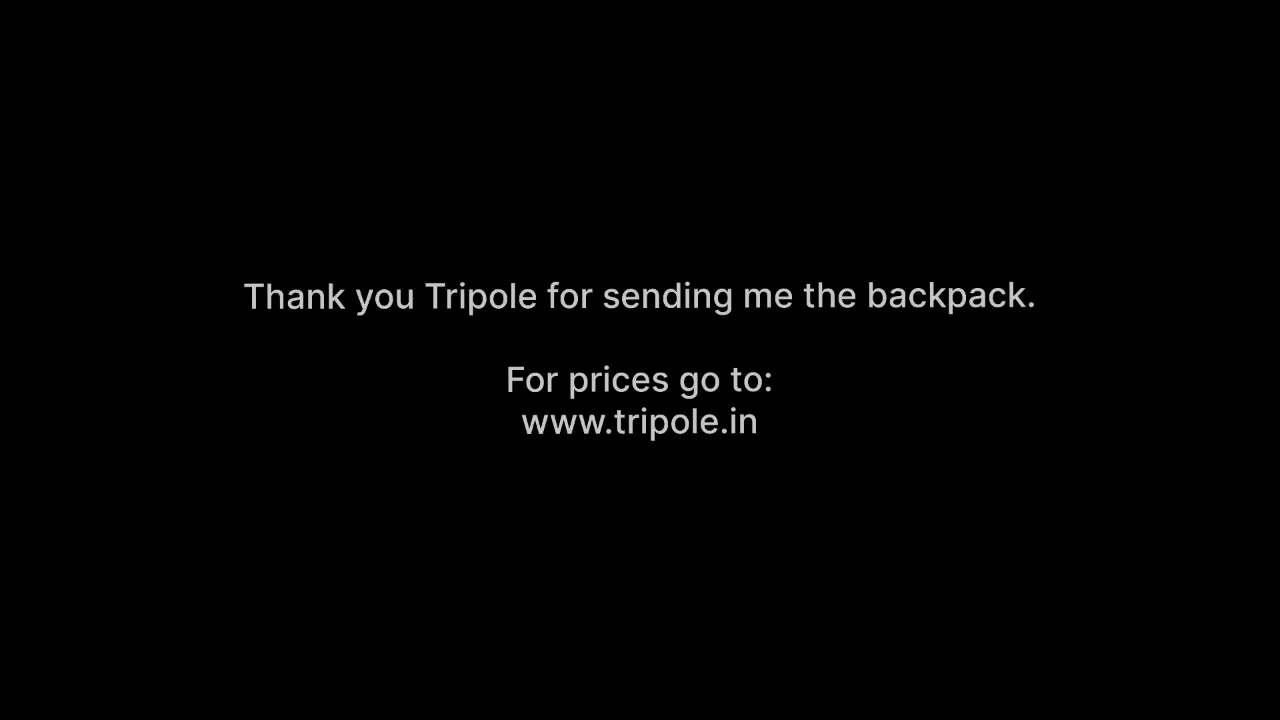 Thank you Tripole for sending me the backpack.
For prices go to:
www.tripole.in